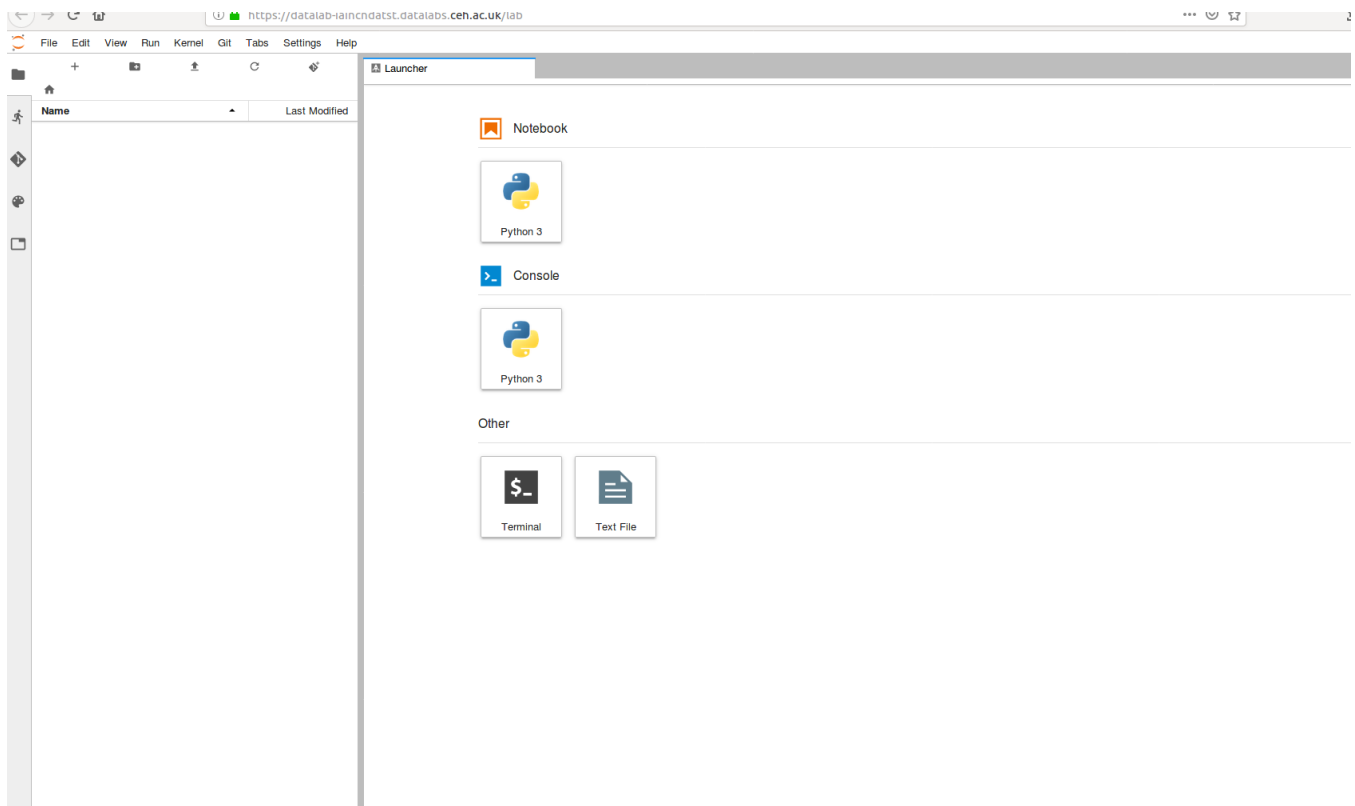 https://datalab-iaincndatst.datalabs.ceh.ac.uk/lab
File Edit View Run Kernel Git Tabs Settings Help
Launcher
Name Last Modified
Notebook
Python 3
>_ Console
Python 3
Other
$_
Terminal Text File